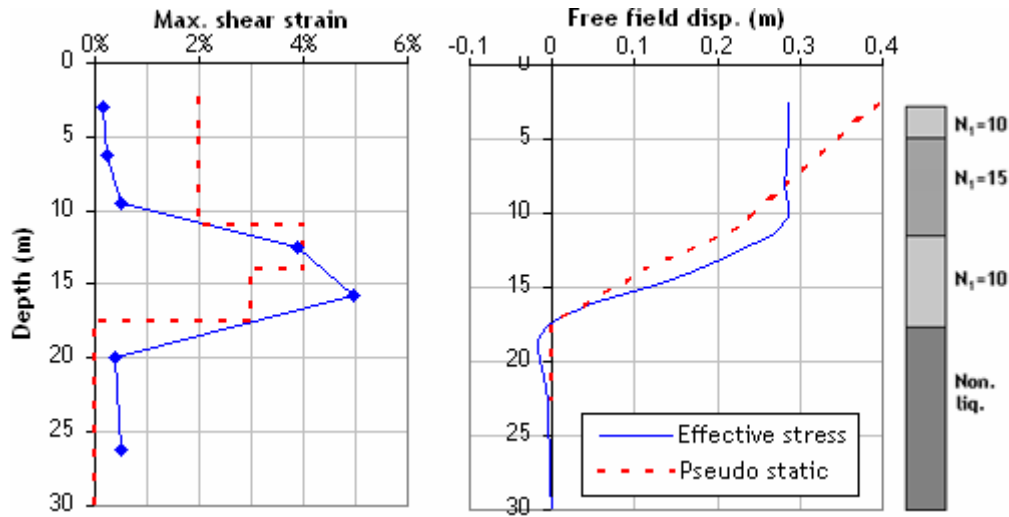 Max. shear strain
0% 2% 4% 6%
0
5
10
15
20
25
30
Depth (m)
Free field disp. (m)
-0.1 0 0.1 0.2 0.3 0.4
0
5
10
15
20
25
30
Effective stress
Pseudo static
N₁=10
N₁=15
N₁=10
Non.
liq.